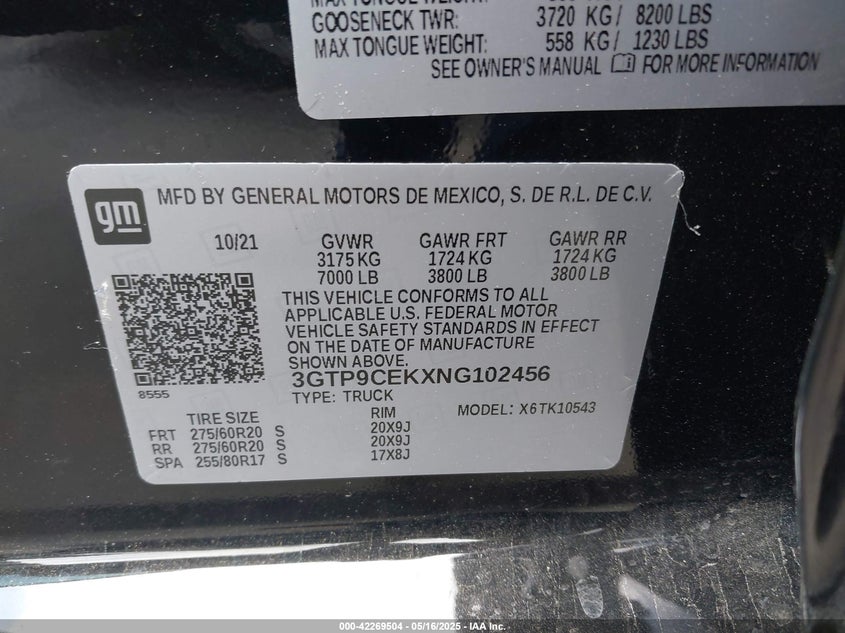 GOOSENECK TWR: 3720 KG / 8200 LBS
MAX TONGUE WEIGHT: 558 KG / 1230 LBS
SEE OWNER'S MANUAL FOR MORE INFORMATION
gm
MFD BY GENERAL MOTORS DE MEXICO, S. DE R.L. DE C.V.
10/21 GVWR GAWR FRT GAWR RR
3175 KG 1724 KG 1724 KG
7000 LB 3800 LB 3800 LB
THIS VEHICLE CONFORMS TO ALL
APPLICABLE U.S. FEDERAL MOTOR
VEHICLE SAFETY STANDARDS IN EFFECT
ON THE DATE OF MANUFACTURE
SHOWN ABOVE.
8555
3GTP9CEKXNG102456
TYPE: TRUCK
MODEL: X6TK10543
TIRE SIZE RIM
FRT 275/60R20 S 20X9J
RR 275/60R20 S 20X9J
SPA 255/80R17 S 17X8J
000-42269504 - 05/16/2025 - IAA Inc.